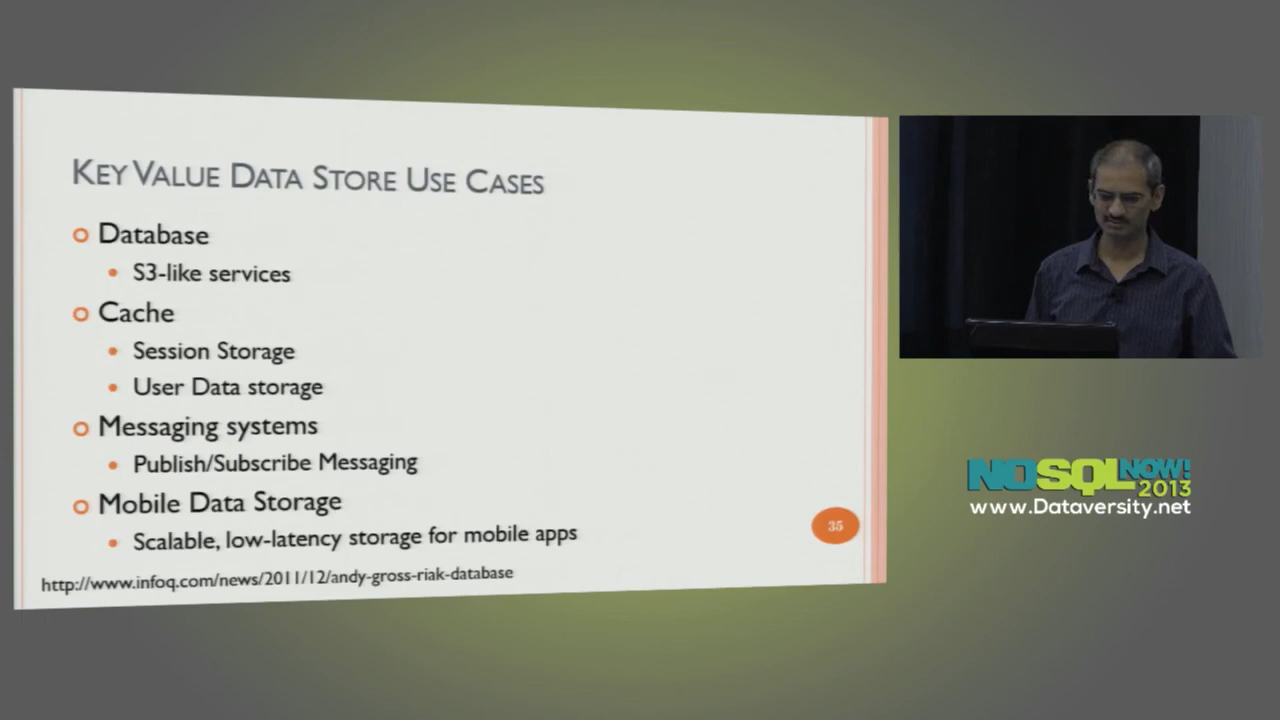 KEY VALUE DATA STORE USE CASES
Database
S3-like services
Cache
Session Storage
User Data storage
Messaging systems
Publish/Subscribe Messaging
Mobile Data Storage
Scalable, low-latency storage for mobile apps
35
http://www.infoq.com/news/2011/12/andy-gross-riak-database
NOSQL NOW!
2013
www.Dataversity.net